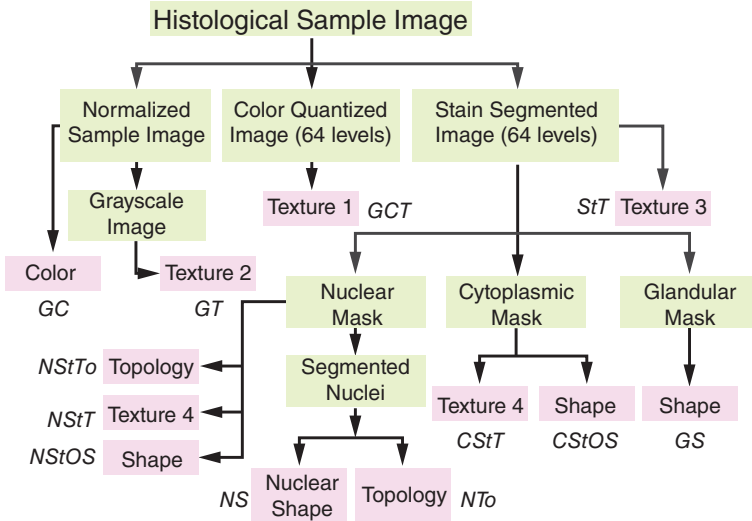 Histological Sample Image
Normalized
Sample Image
Color Quantized
Image (64 levels)
Stain Segmented
Image (64 levels)
Grayscale
Image
Texture 1
GCT
StT
Texture 3
Color
GC
Texture 2
GT
Nuclear
Mask
Cytoplasmic
Mask
Glandular
Mask
NStTo
Topology
NStT
Texture 4
NStOS
Shape
Segmented
Nuclei
Texture 4
CStT
Shape
CStOS
Shape
GS
NS
Nuclear
Shape
Topology
NTo